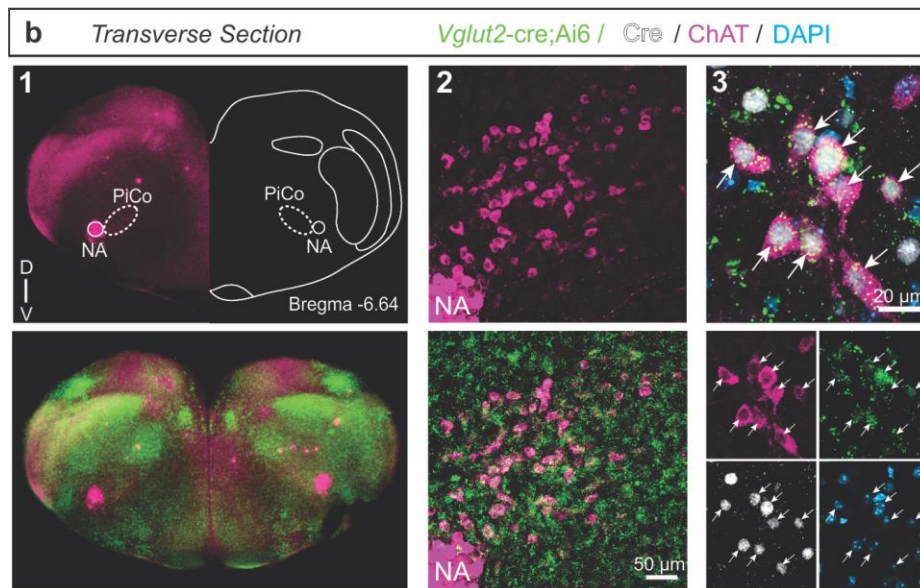 b Transverse Section Vglut2-cre;Ai6 / Cre / ChAT / DAPI
1
PiCo
NA
D
V
PiCo
NA
Bregma -6.64
2
NA
3
20 µm
NA
50 µm